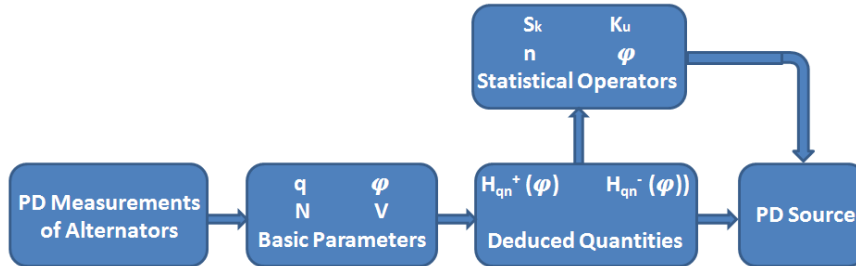 Sₖ Kᵤ
n φ
Statistical Operators
PD Measurements
of Alternators
q φ
N V
Basic Parameters
Hqn⁺ (φ) Hqn⁻ (φ))
Deduced Quantities
PD Source